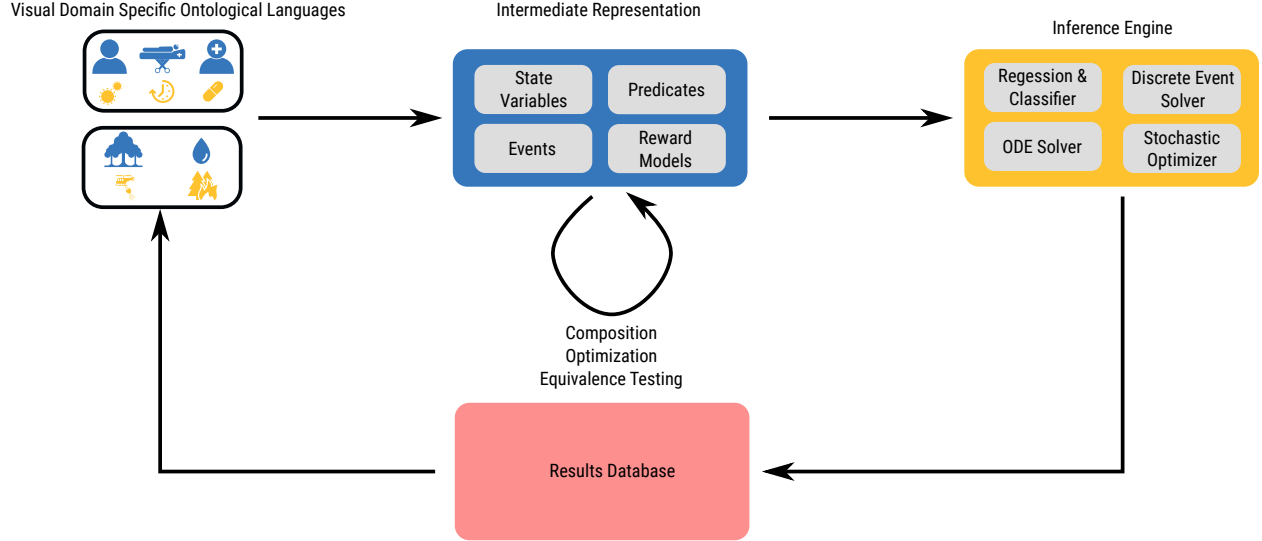 Visual Domain Specific Ontological Languages
Intermediate Representation
Inference Engine
State
Variables
Predicates
Events
Reward
Models
Regression &
Classifier
Discrete Event
Solver
ODE Solver
Stochastic
Optimizer
Composition
Optimization
Equivalence Testing
Results Database